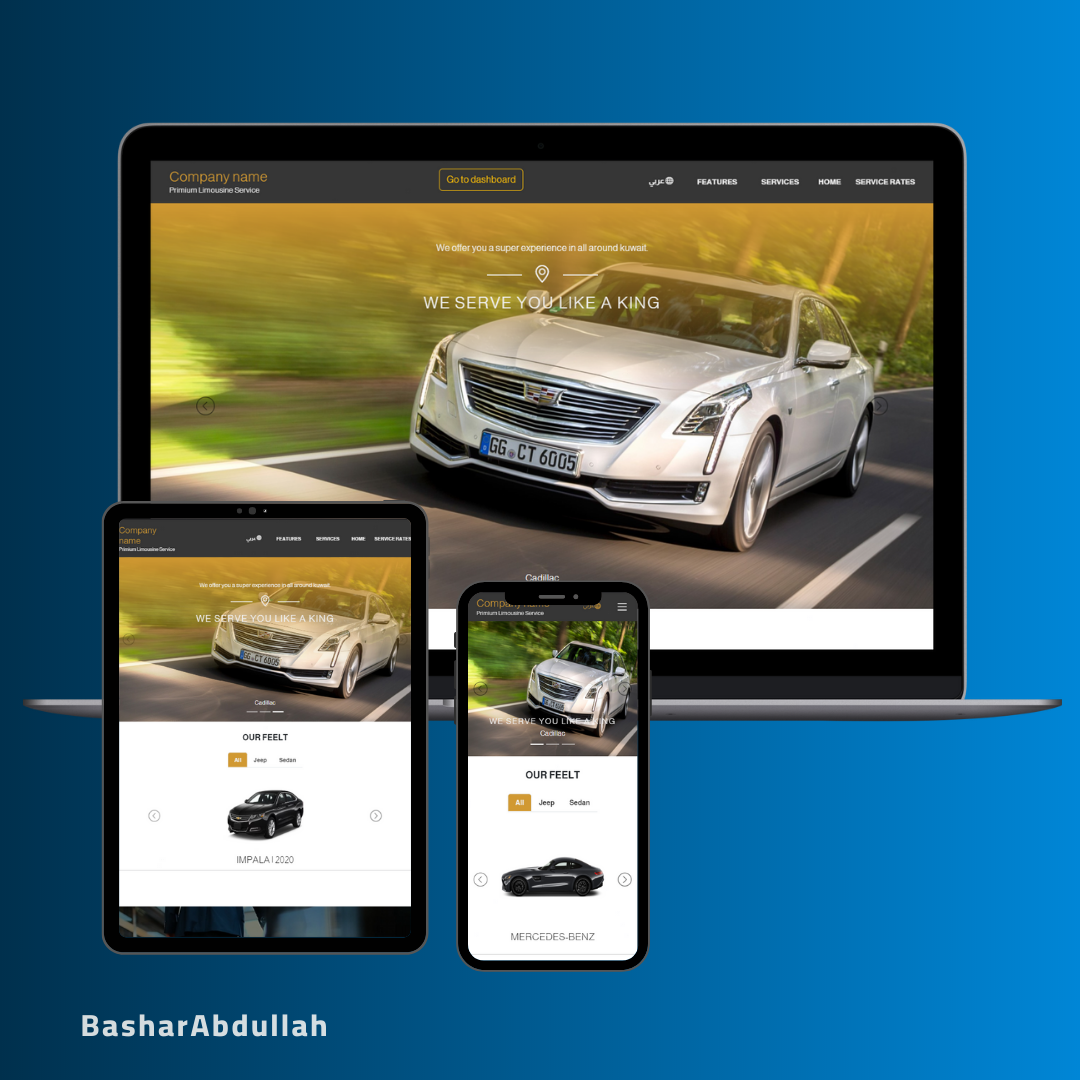 Company name
Primium Limousine Service
Go to dashboard
عربي
FEATURES
SERVICES
HOME
SERVICE RATES
We offer you a super experience in all around kuwait.
WE SERVE YOU LIKE A KING
GG CT 6005
Cadillac
Company
name
Primium Limousine Service
عربي
FEATURES
SERVICES
HOME
SERVICE RATES
We offer you a super experience in all around kuwait.
WE SERVE YOU LIKE A KING
GG CT 6005
Cadillac
OUR FEELT
All
Jeep
Sedan
IMPALA | 2020
Company name
Primium Limousine Service
WE SERVE YOU LIKE A KING
Cadillac
OUR FEELT
All
Jeep
Sedan
MERCEDES-BENZ
BasharAbdullah